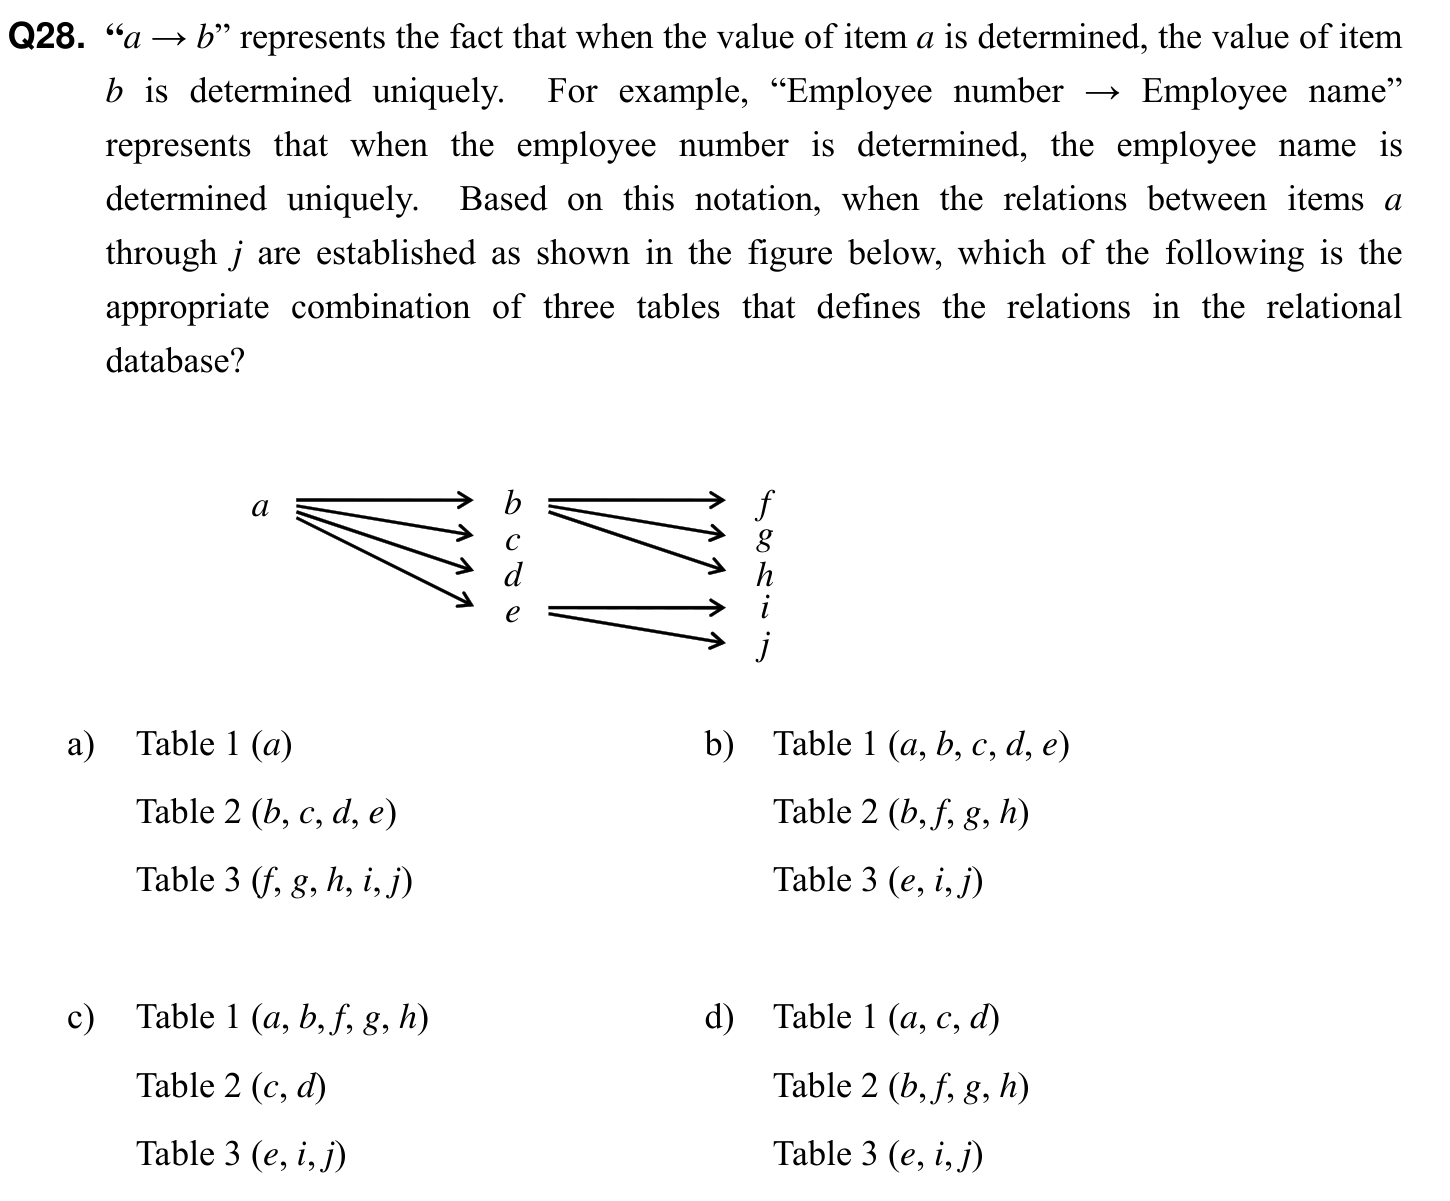 Q28. “a → b” represents the fact that when the value of item a is determined, the value of item
b is determined uniquely. For example, “Employee number → Employee name”
represents that when the employee number is determined, the employee name is
determined uniquely. Based on this notation, when the relations between items a
through j are established as shown in the figure below, which of the following is the
appropriate combination of three tables that defines the relations in the relational
database?
a b f
c g
d h
e i
j
a) Table 1 (a) b) Table 1 (a, b, c, d, e)
Table 2 (b, c, d, e) Table 2 (b, f, g, h)
Table 3 (f, g, h, i, j) Table 3 (e, i, j)
c) Table 1 (a, b, f, g, h) d) Table 1 (a, c, d)
Table 2 (c, d) Table 2 (b, f, g, h)
Table 3 (e, i, j) Table 3 (e, i, j)